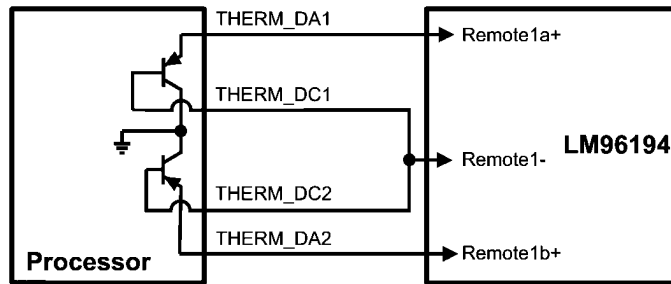 THERM_DA1
Remote1a+
THERM_DC1
Remote1-
LM96194
THERM_DC2
THERM_DA2
Remote1b+
Processor